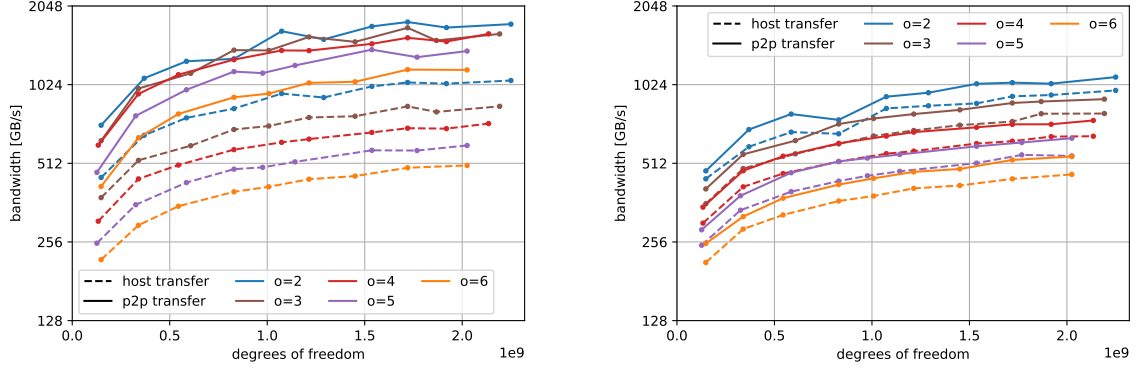 2048
1024
512
256
128
bandwidth [GB/s]
host transfer
p2p transfer
o=2
o=3
o=4
o=5
o=6
0.0
0.5
1.0
1.5
2.0
degrees of freedom
1e9
2048
1024
512
256
128
bandwidth [GB/s]
host transfer
p2p transfer
o=2
o=3
o=4
o=5
o=6
0.0
0.5
1.0
1.5
2.0
degrees of freedom
1e9